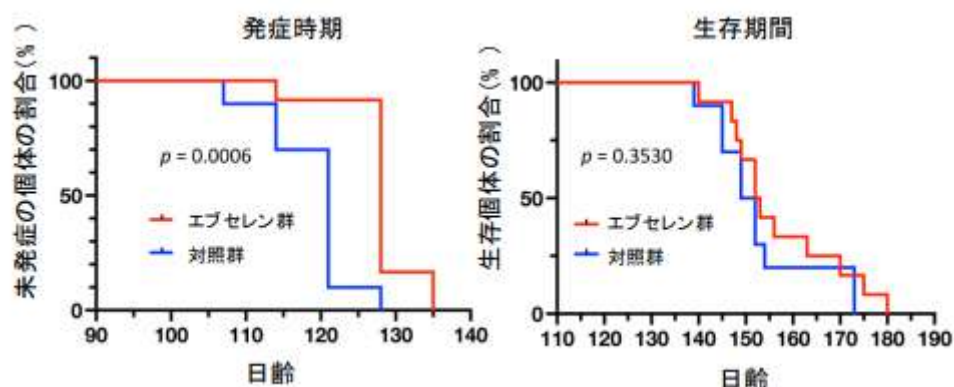 発症時期
未発症の個体の割合(%)
100
50
0
p = 0.0006
エブセレン群
対照群
90 100 110 120 130 140
日齢
生存期間
生存個体の割合(%)
100
50
0
p = 0.3530
エブセレン群
対照群
110 120 130 140 150 160 170 180 190
日齢